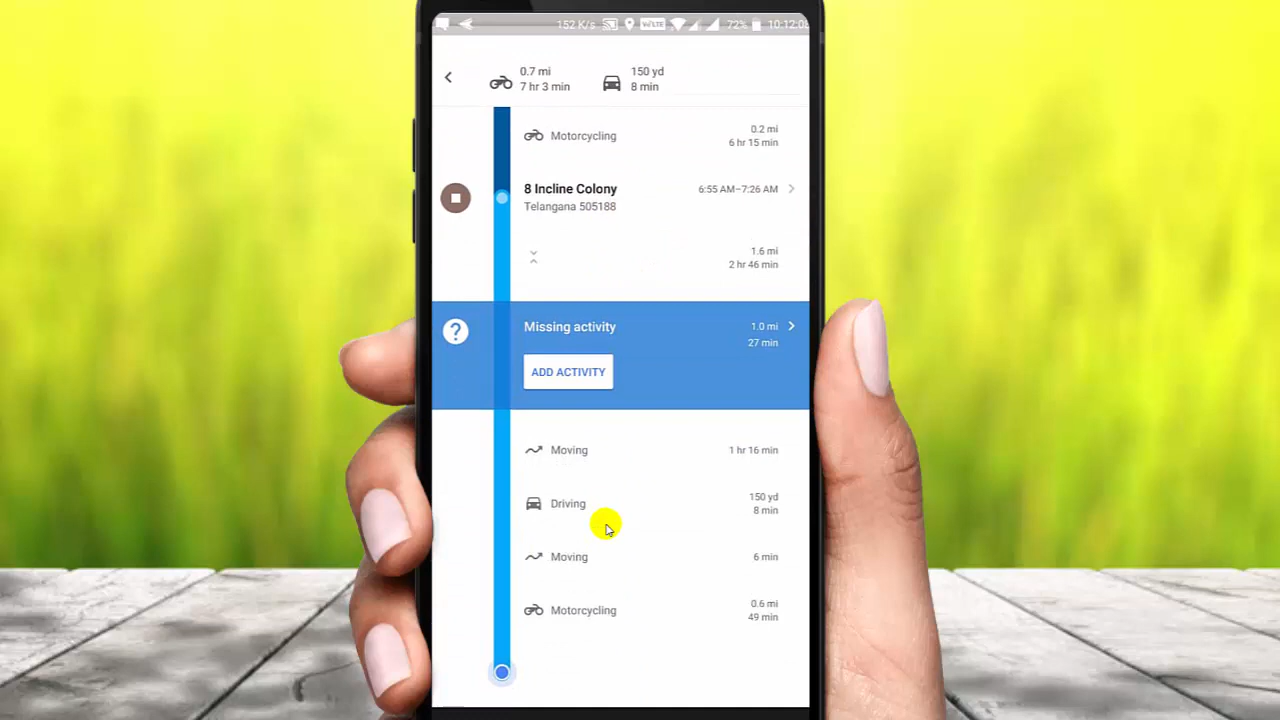 152 K/s VoLTE 72% 10:12:08
0.7 mi
7 hr 3 min
150 yd
8 min
Motorcycling
0.2 mi
6 hr 15 min
8 Incline Colony
6:55 AM–7:26 AM
Telangana 505188
1.6 mi
2 hr 46 min
Missing activity
1.0 mi
27 min
ADD ACTIVITY
Moving
1 hr 16 min
Driving
150 yd
8 min
Moving
6 min
Motorcycling
0.6 mi
49 min